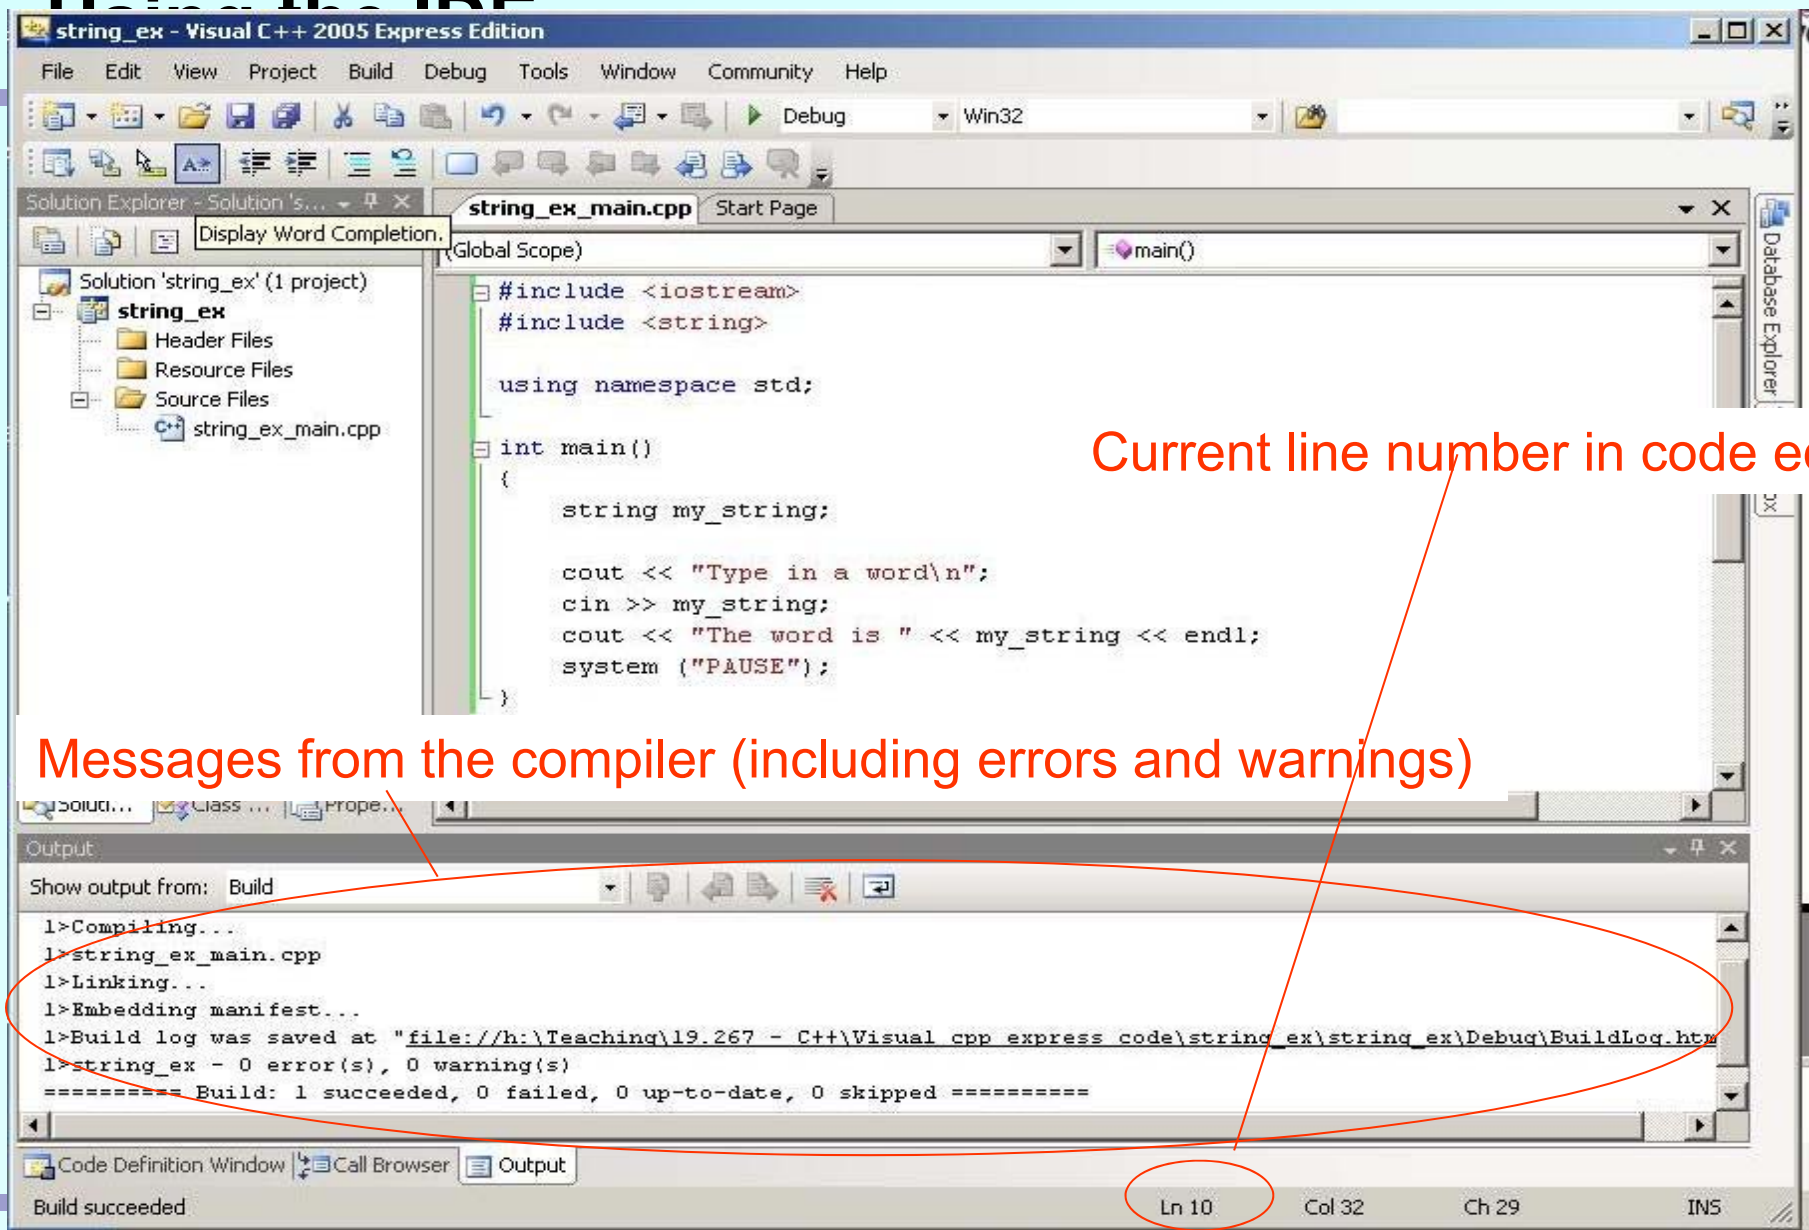 Using the IDE
string_ex - Visual C++ 2005 Express Edition
File Edit View Project Build Debug Tools Window Community Help
Debug Win32
Solution Explorer - Solution 's...
Display Word Completion.
Solution 'string_ex' (1 project)
string_ex
Header Files
Resource Files
Source Files
string_ex_main.cpp
string_ex_main.cpp Start Page
(Global Scope) main()
#include <iostream>
#include <string>
using namespace std;
int main()
{
string my_string;
cout << "Type in a word\n";
cin >> my_string;
cout << "The word is " << my_string << endl;
system ("PAUSE");
}
Database Explorer
Current line number in code
Messages from the compiler (including errors and warnings)
Soluti... Class ... Prope...
Output
Show output from: Build
1>Compiling...
1>string_ex_main.cpp
1>Linking...
1>Embedding manifest...
1>Build log was saved at "file://h:\Teaching\19.267 - C++\Visual cpp express code\string_ex\string_ex\Debug\BuildLog.htm
1>string_ex - 0 error(s), 0 warning(s)
========== Build: 1 succeeded, 0 failed, 0 up-to-date, 0 skipped ==========
Code Definition Window Call Browser Output
Build succeeded Ln 10 Col 32 Ch 29 INS